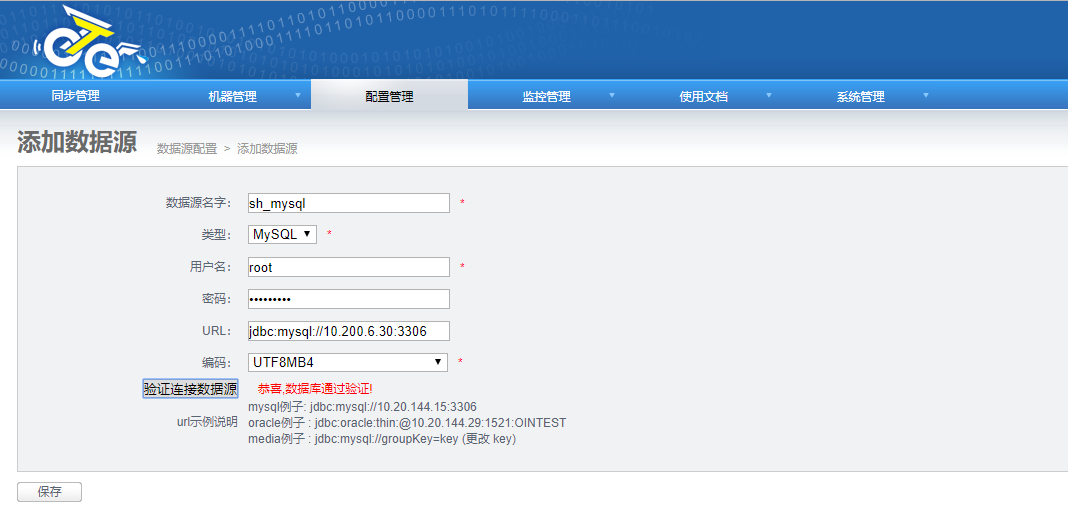 同步管理 机器管理 配置管理 监控管理 使用文档 系统管理
添加数据源 数据源配置 > 添加数据源
数据源名字: sh_mysql *
类型: MySQL *
用户名: root *
密码: •••••••••
URL: jdbc:mysql://10.200.6.30:3306
编码: UTF8MB4 *
验证连接数据源 恭喜,数据库通过验证!
mysql例子: jdbc:mysql://10.20.144.15:3306
url示例说明 oracle例子 : jdbc:oracle:thin:@10.20.144.29:1521:OINTEST
media例子 : jdbc:mysql://groupKey=key (更改 key)
保存